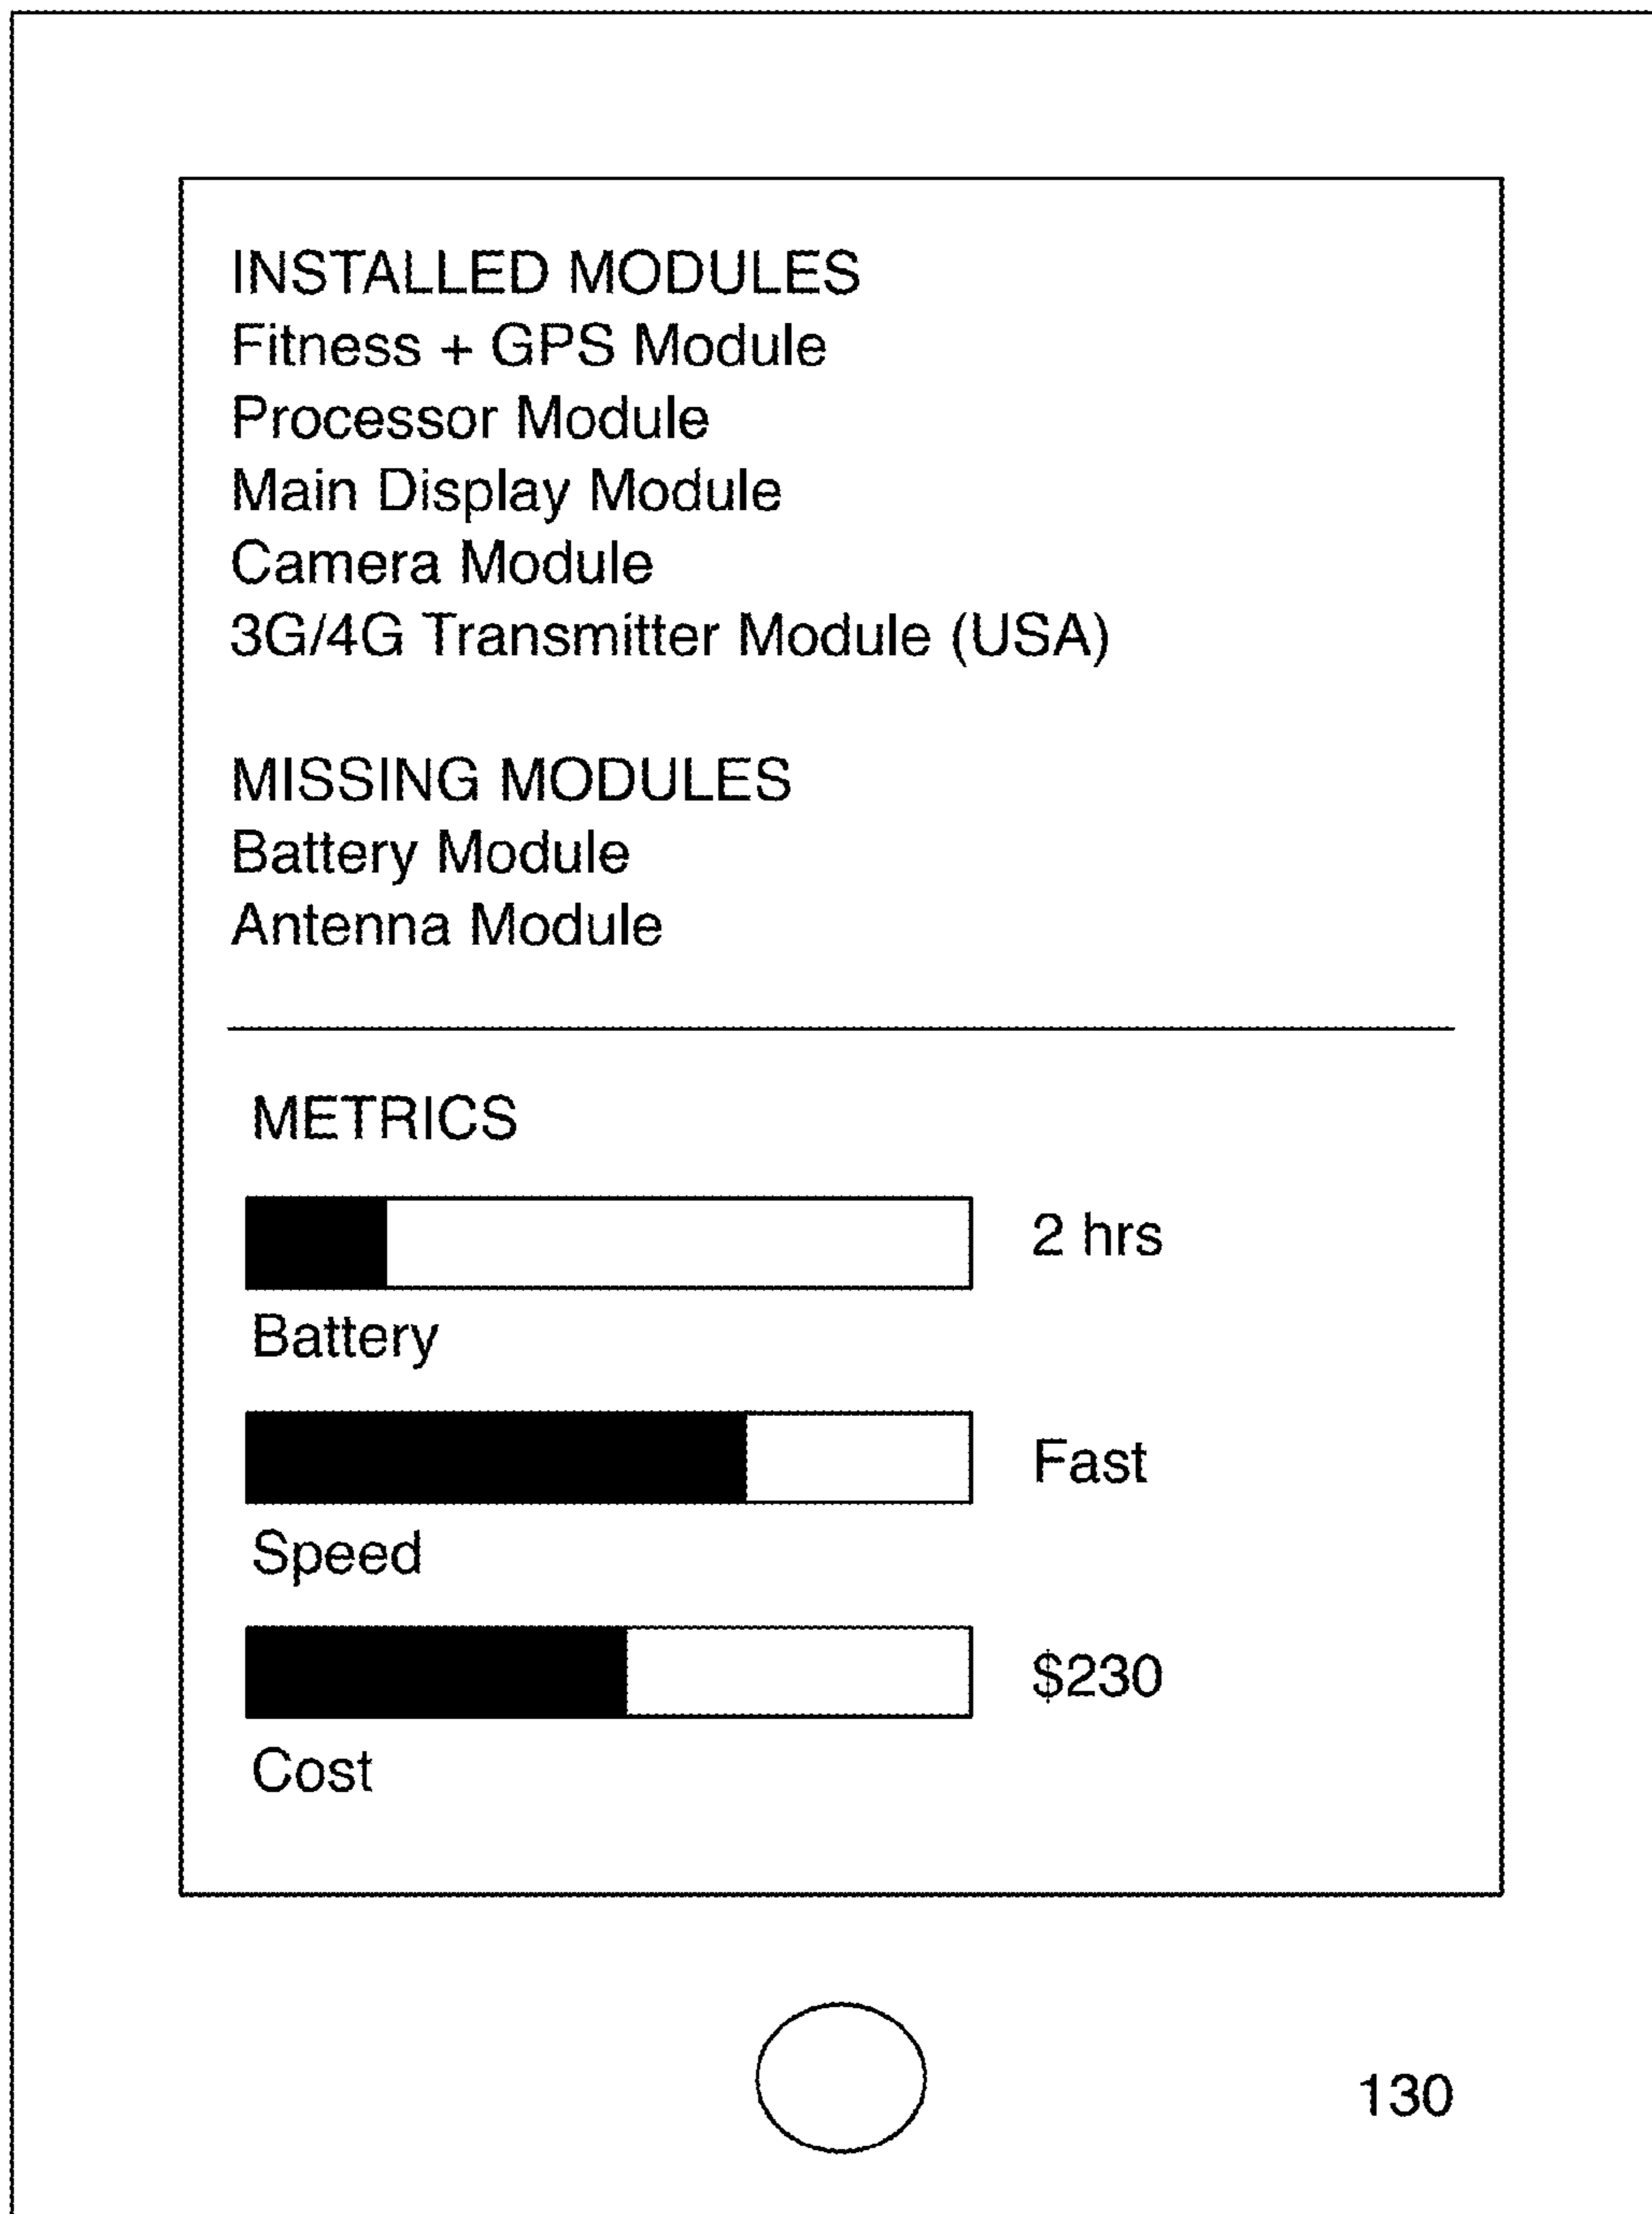 INSTALLED MODULES
Fitness + GPS Module
Processor Module
Main Display Module
Camera Module
3G/4G Transmitter Module (USA)
MISSING MODULES
Battery Module
Antenna Module
METRICS
2 hrs
Battery
Fast
Speed
$230
Cost
130